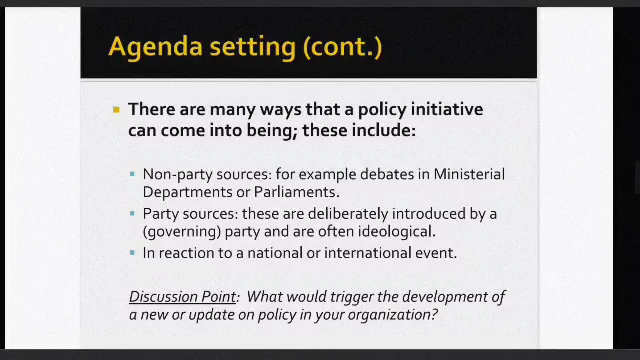 Agenda setting (cont.)
There are many ways that a policy initiative
can come into being; these include:
Non-party sources: for example debates in Ministerial
Departments or Parliaments.
Party sources: these are deliberately introduced by a
(governing) party and are often ideological.
In reaction to a national or international event.
Discussion Point: What would trigger the development of
a new or update on policy in your organization?